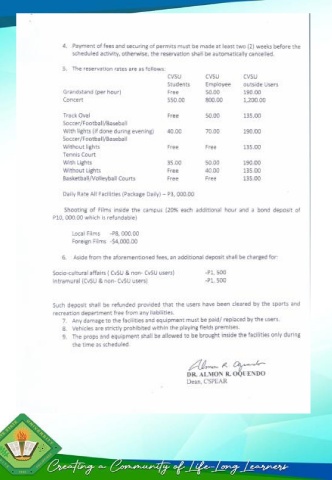 4. Payment of fees and securing of permits must be made at least two (2) weeks before the
scheduled activity, otherwise, the reservation shall be automatically cancelled.
5. The reservation rates are as follows:
CVSU CVSU CVSU
Students Employee outside Users
Grandstand (per hour) Free 50.00 190.00
Concert 550.00 800.00 1,200.00
Track Oval Free 50.00 135.00
Soccer/Football/Baseball
With lights (if done during evening) 40.00 70.00 190.00
Soccer/Football/Baseball
Without lights Free Free 135.00
Tennis Court
With Lights 35.00 50.00 190.00
Without lights Free 40.00 135.00
Basketball/Volleyball Courts Free Free 135.00
Daily Rate All Facilities (Package Daily) – P3, 000.00
Shooting of Films inside the campus (20% each additional hour and a bond deposit of
P10, 000.00 which is refundable)
Local Films -P8, 000.00
Foreign Films -$4,000.00
6. Aside from the aforementioned fees, an additional deposit shall be charged for:
Socio-cultural affairs ( CvSU & non- CvSU users) -P1, 500
Intramural (CvSU & non- CvSU users) -P1, 500
Such deposit shall be refunded provided that the users have been cleared by the sports and
recreation department free from any liabilities.
7. Any damage to the facilities and equipment must be paid/ replaced by the users.
8. Vehicles are strictly prohibited within the playing fields premises.
9. The props and equipment shall be allowed to be brought inside the facilities only during
the time as scheduled.
DR. ALMON R. OQUENDO
Dean, CSPEAR
Creating a Community of Life-Long Learners